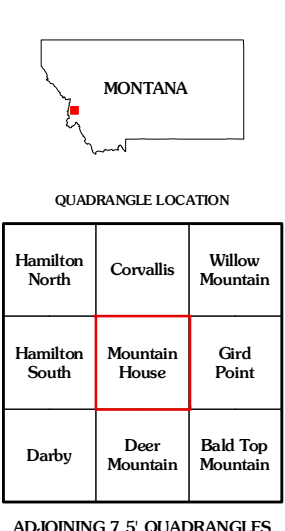 MONTANA
QUADRANGLE LOCATION
Hamilton North
Corvallis
Willow Mountain
Hamilton South
Mountain House
Gird Point
Darby
Deer Mountain
Bald Top Mountain
ADJOINING 7.5' QUADRANGLES